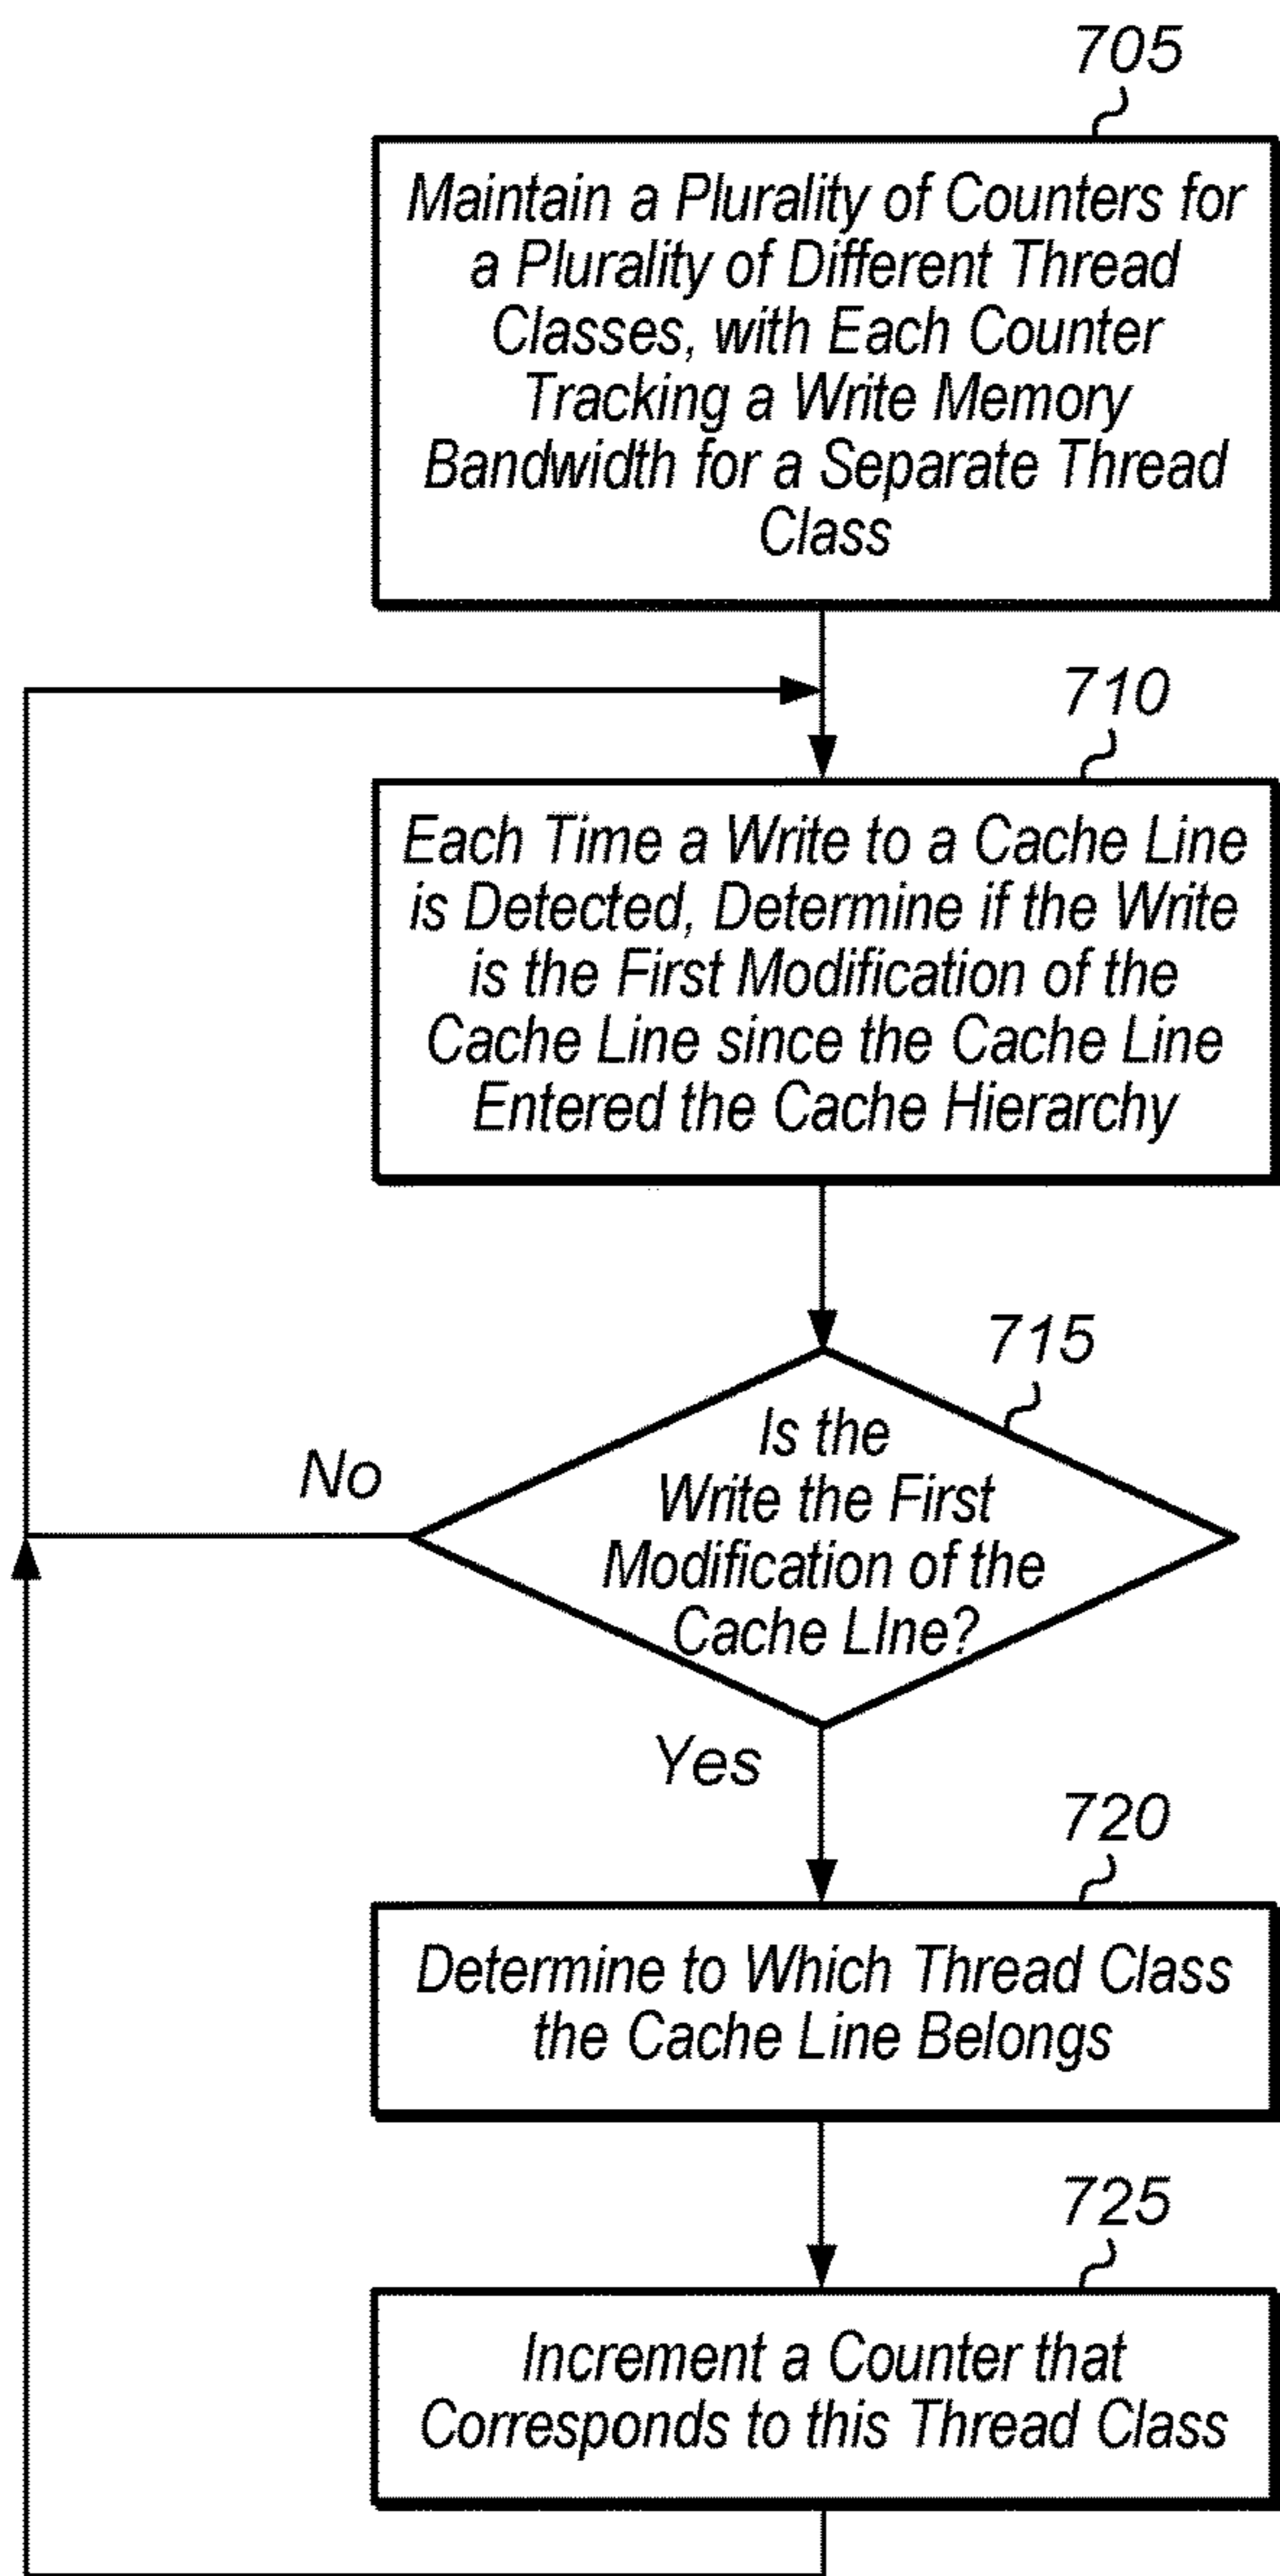 705
Maintain a Plurality of Counters for
a Plurality of Different Thread
Classes, with Each Counter
Tracking a Write Memory
Bandwidth for a Separate Thread
Class
710
Each Time a Write to a Cache Line
is Detected, Determine if the Write
is the First Modification of the
Cache Line since the Cache Line
Entered the Cache Hierarchy
715
Is the
Write the First
Modification of the
Cache LIne?
No
Yes
720
Determine to Which Thread Class
the Cache Line Belongs
725
Increment a Counter that
Corresponds to this Thread Class